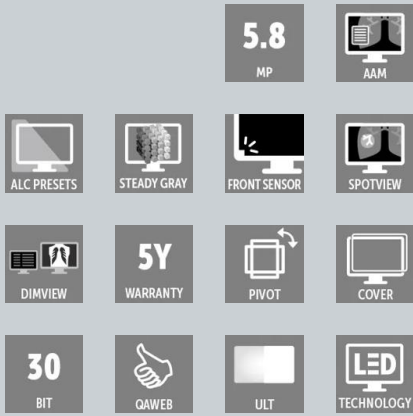 5.8
MP
AAM
ALC PRESETS
STEADY GRAY
FRONT SENSOR
SPOTVIEW
DIMVIEW
5Y
WARRANTY
PIVOT
COVER
30
BIT
QAWEB
ULT
LED
TECHNOLOGY